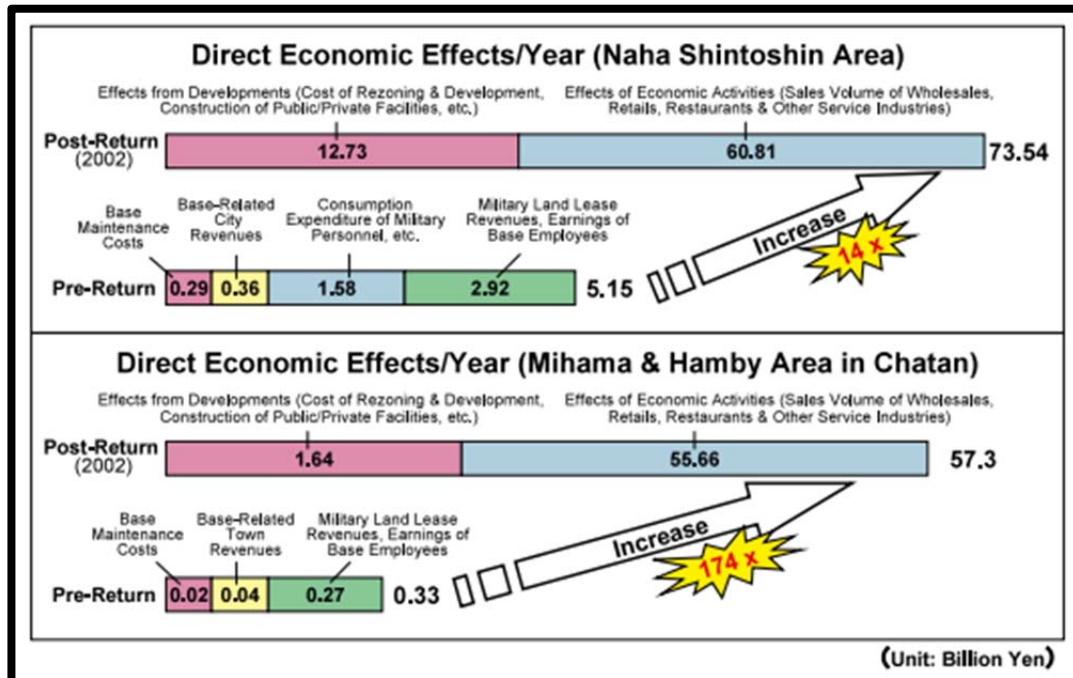 Direct Economic Effects/Year (Naha Shintoshin Area)
Effects from Developments (Cost of Rezoning & Development,
Construction of Public/Private Facilities, etc.)
Effects of Economic Activities (Sales Volume of Wholesales,
Retails, Restaurants & Other Service Industries)
Post-Return
(2002)
12.73
60.81
73.54
Base
Maintenance
Costs
Base-Related
City
Revenues
Consumption
Expenditure of Military
Personnel, etc.
Military Land Lease
Revenues, Earnings of
Base Employees
Increase
14 x
Pre-Return
0.29
0.36
1.58
2.92
5.15
Direct Economic Effects/Year (Mihama & Hamby Area in Chatan)
Effects from Developments (Cost of Rezoning & Development,
Construction of Public/Private Facilities, etc.)
Effects of Economic Activities (Sales Volume of Wholesales,
Retails, Restaurants & Other Service Industries)
Post-Return
(2002)
1.64
55.66
57.3
Base
Maintenance
Costs
Base-Related
Town
Revenues
Military Land Lease
Revenues, Earnings of
Base Employees
Increase
174 x
Pre-Return
0.02
0.04
0.27
0.33
(Unit: Billion Yen)